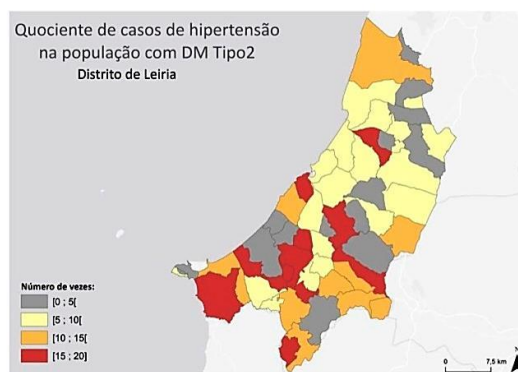 Quociente de casos de hipertensão
na população com DM Tipo2
Distrito de Leiria
Número de vezes:
[0 ; 5[
[5 ; 10[
[10 ; 15[
[15 ; 20]
N
0 7,5 km